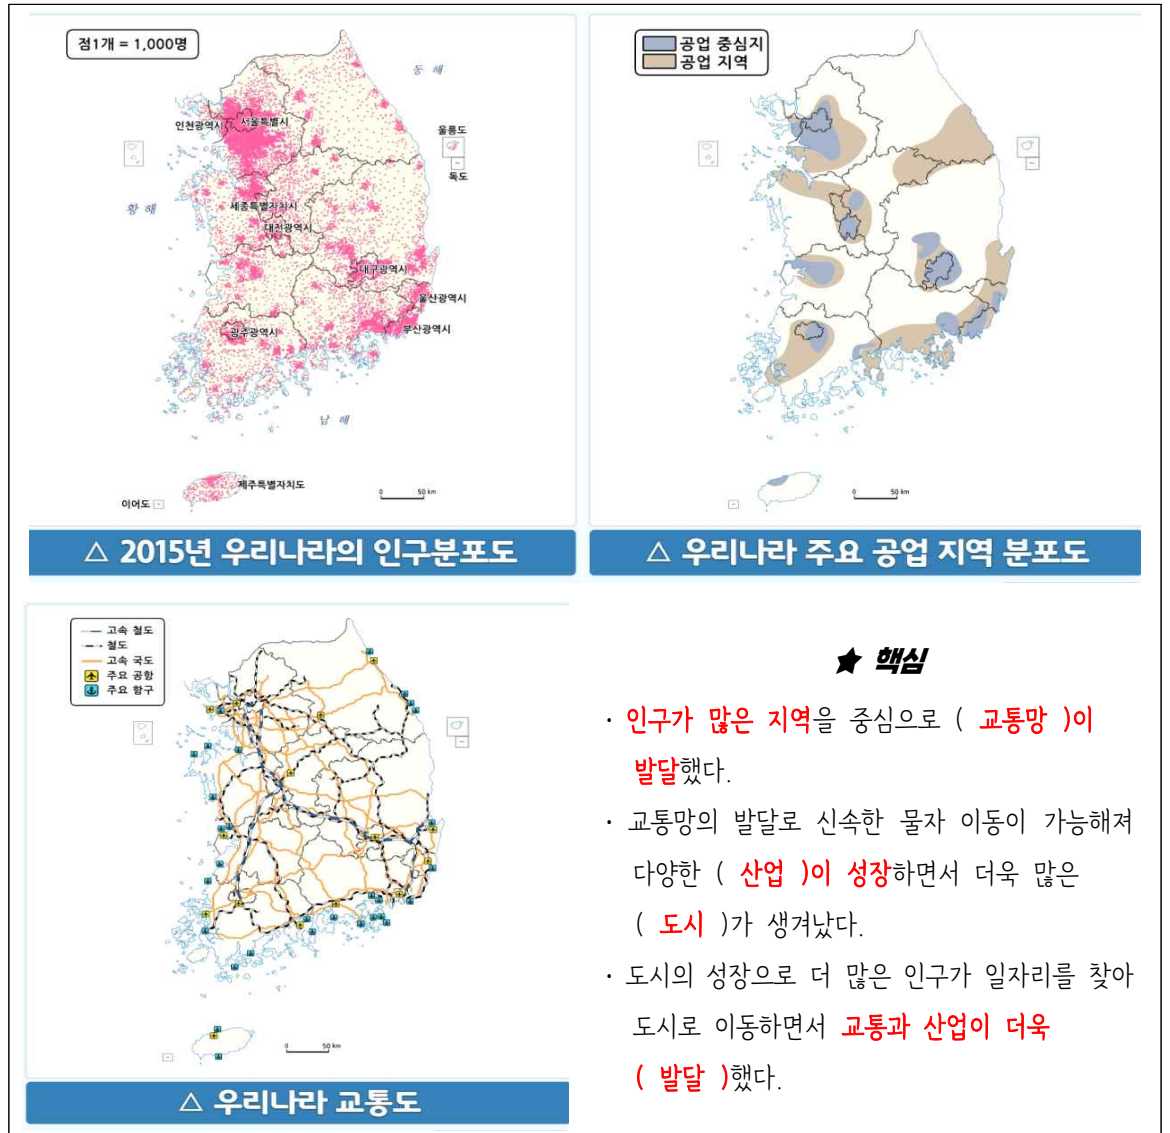 점1개 = 1,000명
동 해
인천광역시
서울특별시
울릉도
독도
황 해
세종특별자치시
대전광역시
대구광역시
울산광역시
광주광역시
부산광역시
남 해
제주특별자치도
이어도
0 50 km
△ 2015년 우리나라의 인구분포도
공업 중심지
공업 지역
0 50 km
△ 우리나라 주요 공업 지역 분포도
고속 철도
철도
고속 국도
주요 공항
주요 항구
0 50 km
△ 우리나라 교통도
★ 핵심
· 인구가 많은 지역을 중심으로 ( 교통망 )이
발달했다.
· 교통망의 발달로 신속한 물자 이동이 가능해져
다양한 ( 산업 )이 성장하면서 더욱 많은
( 도시 )가 생겨났다.
· 도시의 성장으로 더 많은 인구가 일자리를 찾아
도시로 이동하면서 교통과 산업이 더욱
( 발달 )했다.